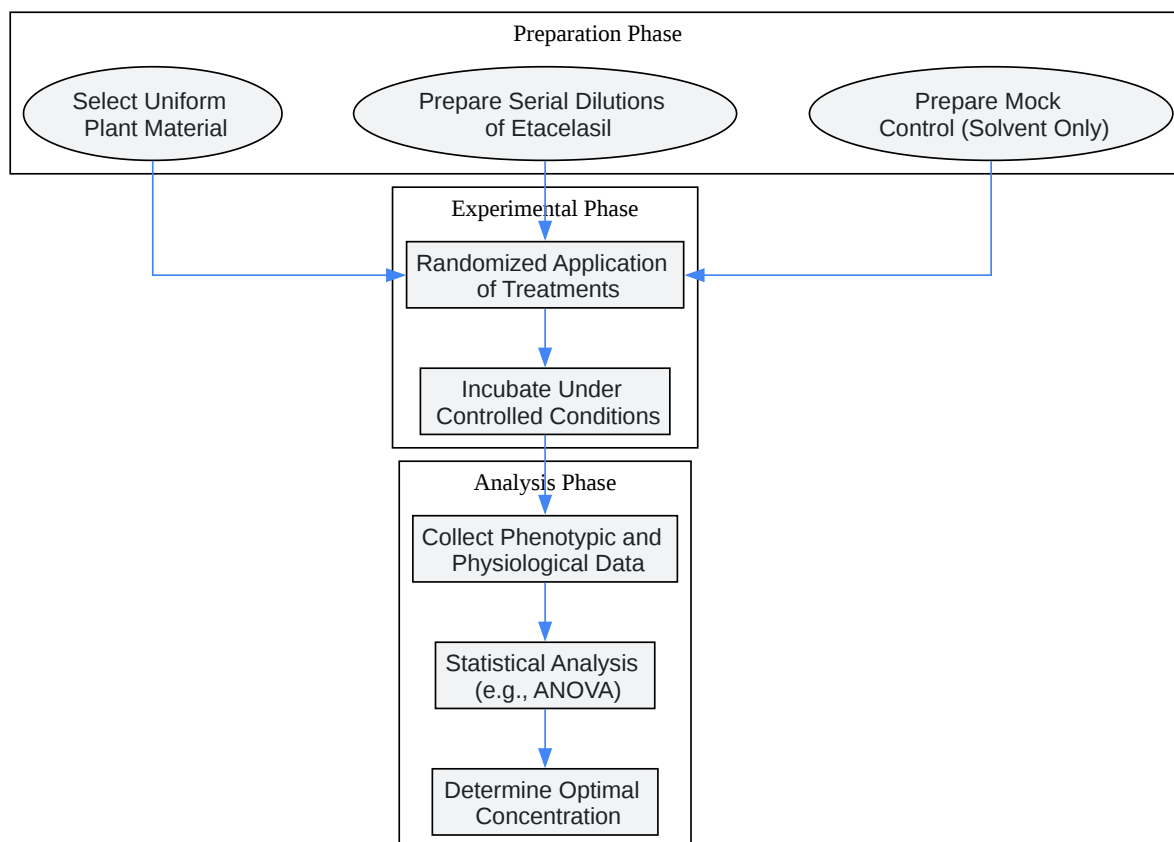 Preparation Phase
Select Uniform
Plant Material
Prepare Serial Dilutions
of Etacelasil
Prepare Mock
Control (Solvent Only)
Experimental Phase
Randomized Application
of Treatments
Incubate Under
Controlled Conditions
Analysis Phase
Collect Phenotypic and
Physiological Data
Statistical Analysis
(e.g., ANOVA)
Determine Optimal
Concentration